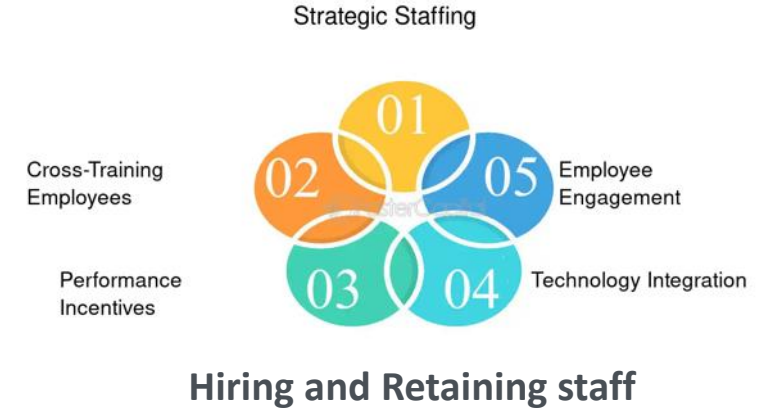 Strategic Staffing
01
Cross-Training
Employees
02
05
Employee
Engagement
Performance
Incentives
03
04
Technology Integration
Hiring and Retaining staff